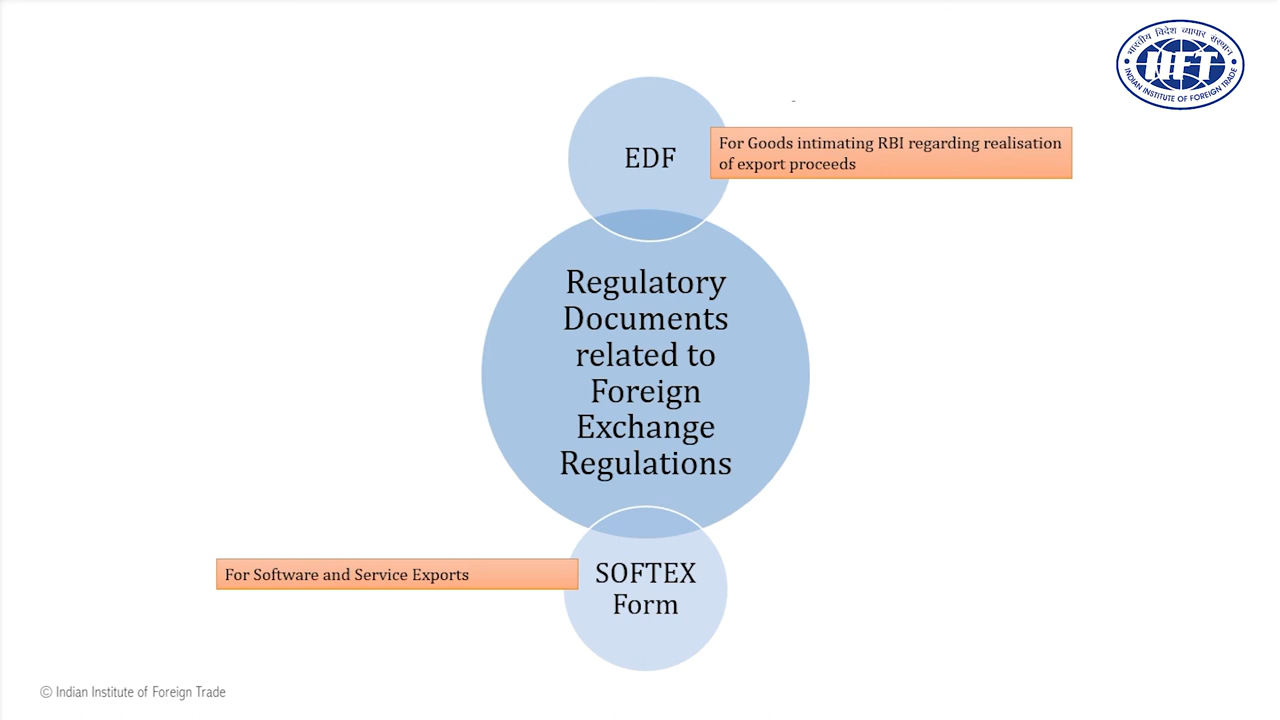 भारतीय विदेश व्यापार संस्थान
IIFT
INDIAN INSTITUTE OF FOREIGN TRADE
EDF
For Goods intimating RBI regarding realisation
of export proceeds
Regulatory
Documents
related to
Foreign
Exchange
Regulations
For Software and Service Exports
SOFTEX
Form
© Indian Institute of Foreign Trade